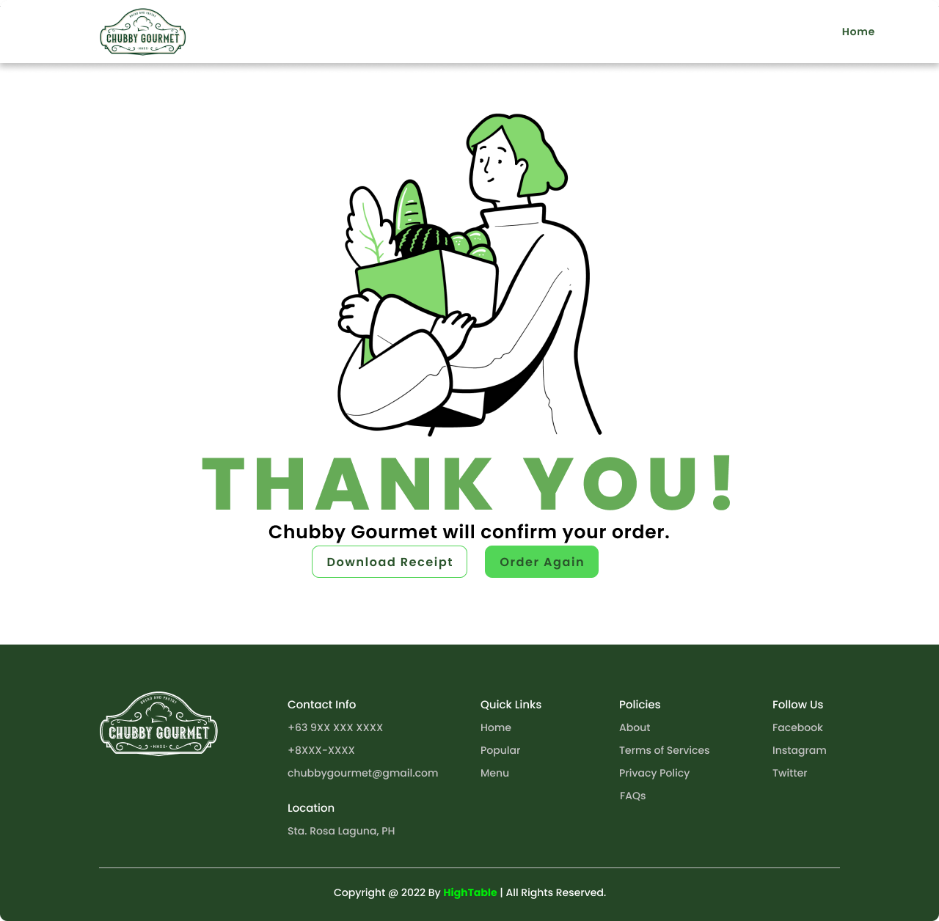 CHUBBY GOURMET
Home
THANK YOU!
Chubby Gourmet will confirm your order.
Download Receipt
Order Again
CHUBBY GOURMET
Contact Info
+63 9XX XXX XXXX
+8XXX-XXXX
chubbygourmet@gmail.com
Location
Sta. Rosa Laguna, PH
Quick Links
Home
Popular
Menu
Policies
About
Terms of Services
Privacy Policy
FAQs
Follow Us
Facebook
Instagram
Twitter
Copyright @ 2022 By HighTable | All Rights Reserved.